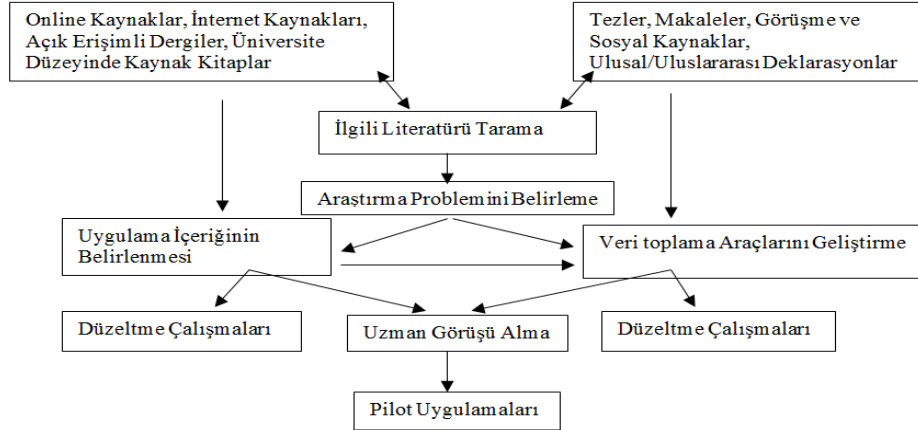 Online Kaynaklar, İnternet Kaynakları,
Açık Erişimli Dergiler, Üniversite
Düzeyinde Kaynak Kitaplar
Tezler, Makaleler, Görüşme ve
Sosyal Kaynaklar,
Ulusal/Uluslararası Deklarasyonlar
İlgili Literatürü Tarama
Araştırma Problemini Belirleme
Uygulama İçeriğinin
Belirlenmesi
Veri toplama Araçlarını Geliştirme
Düzeltme Çalışmaları
Uzman Görüşü Alma
Düzeltme Çalışmaları
Pilot Uygulamaları